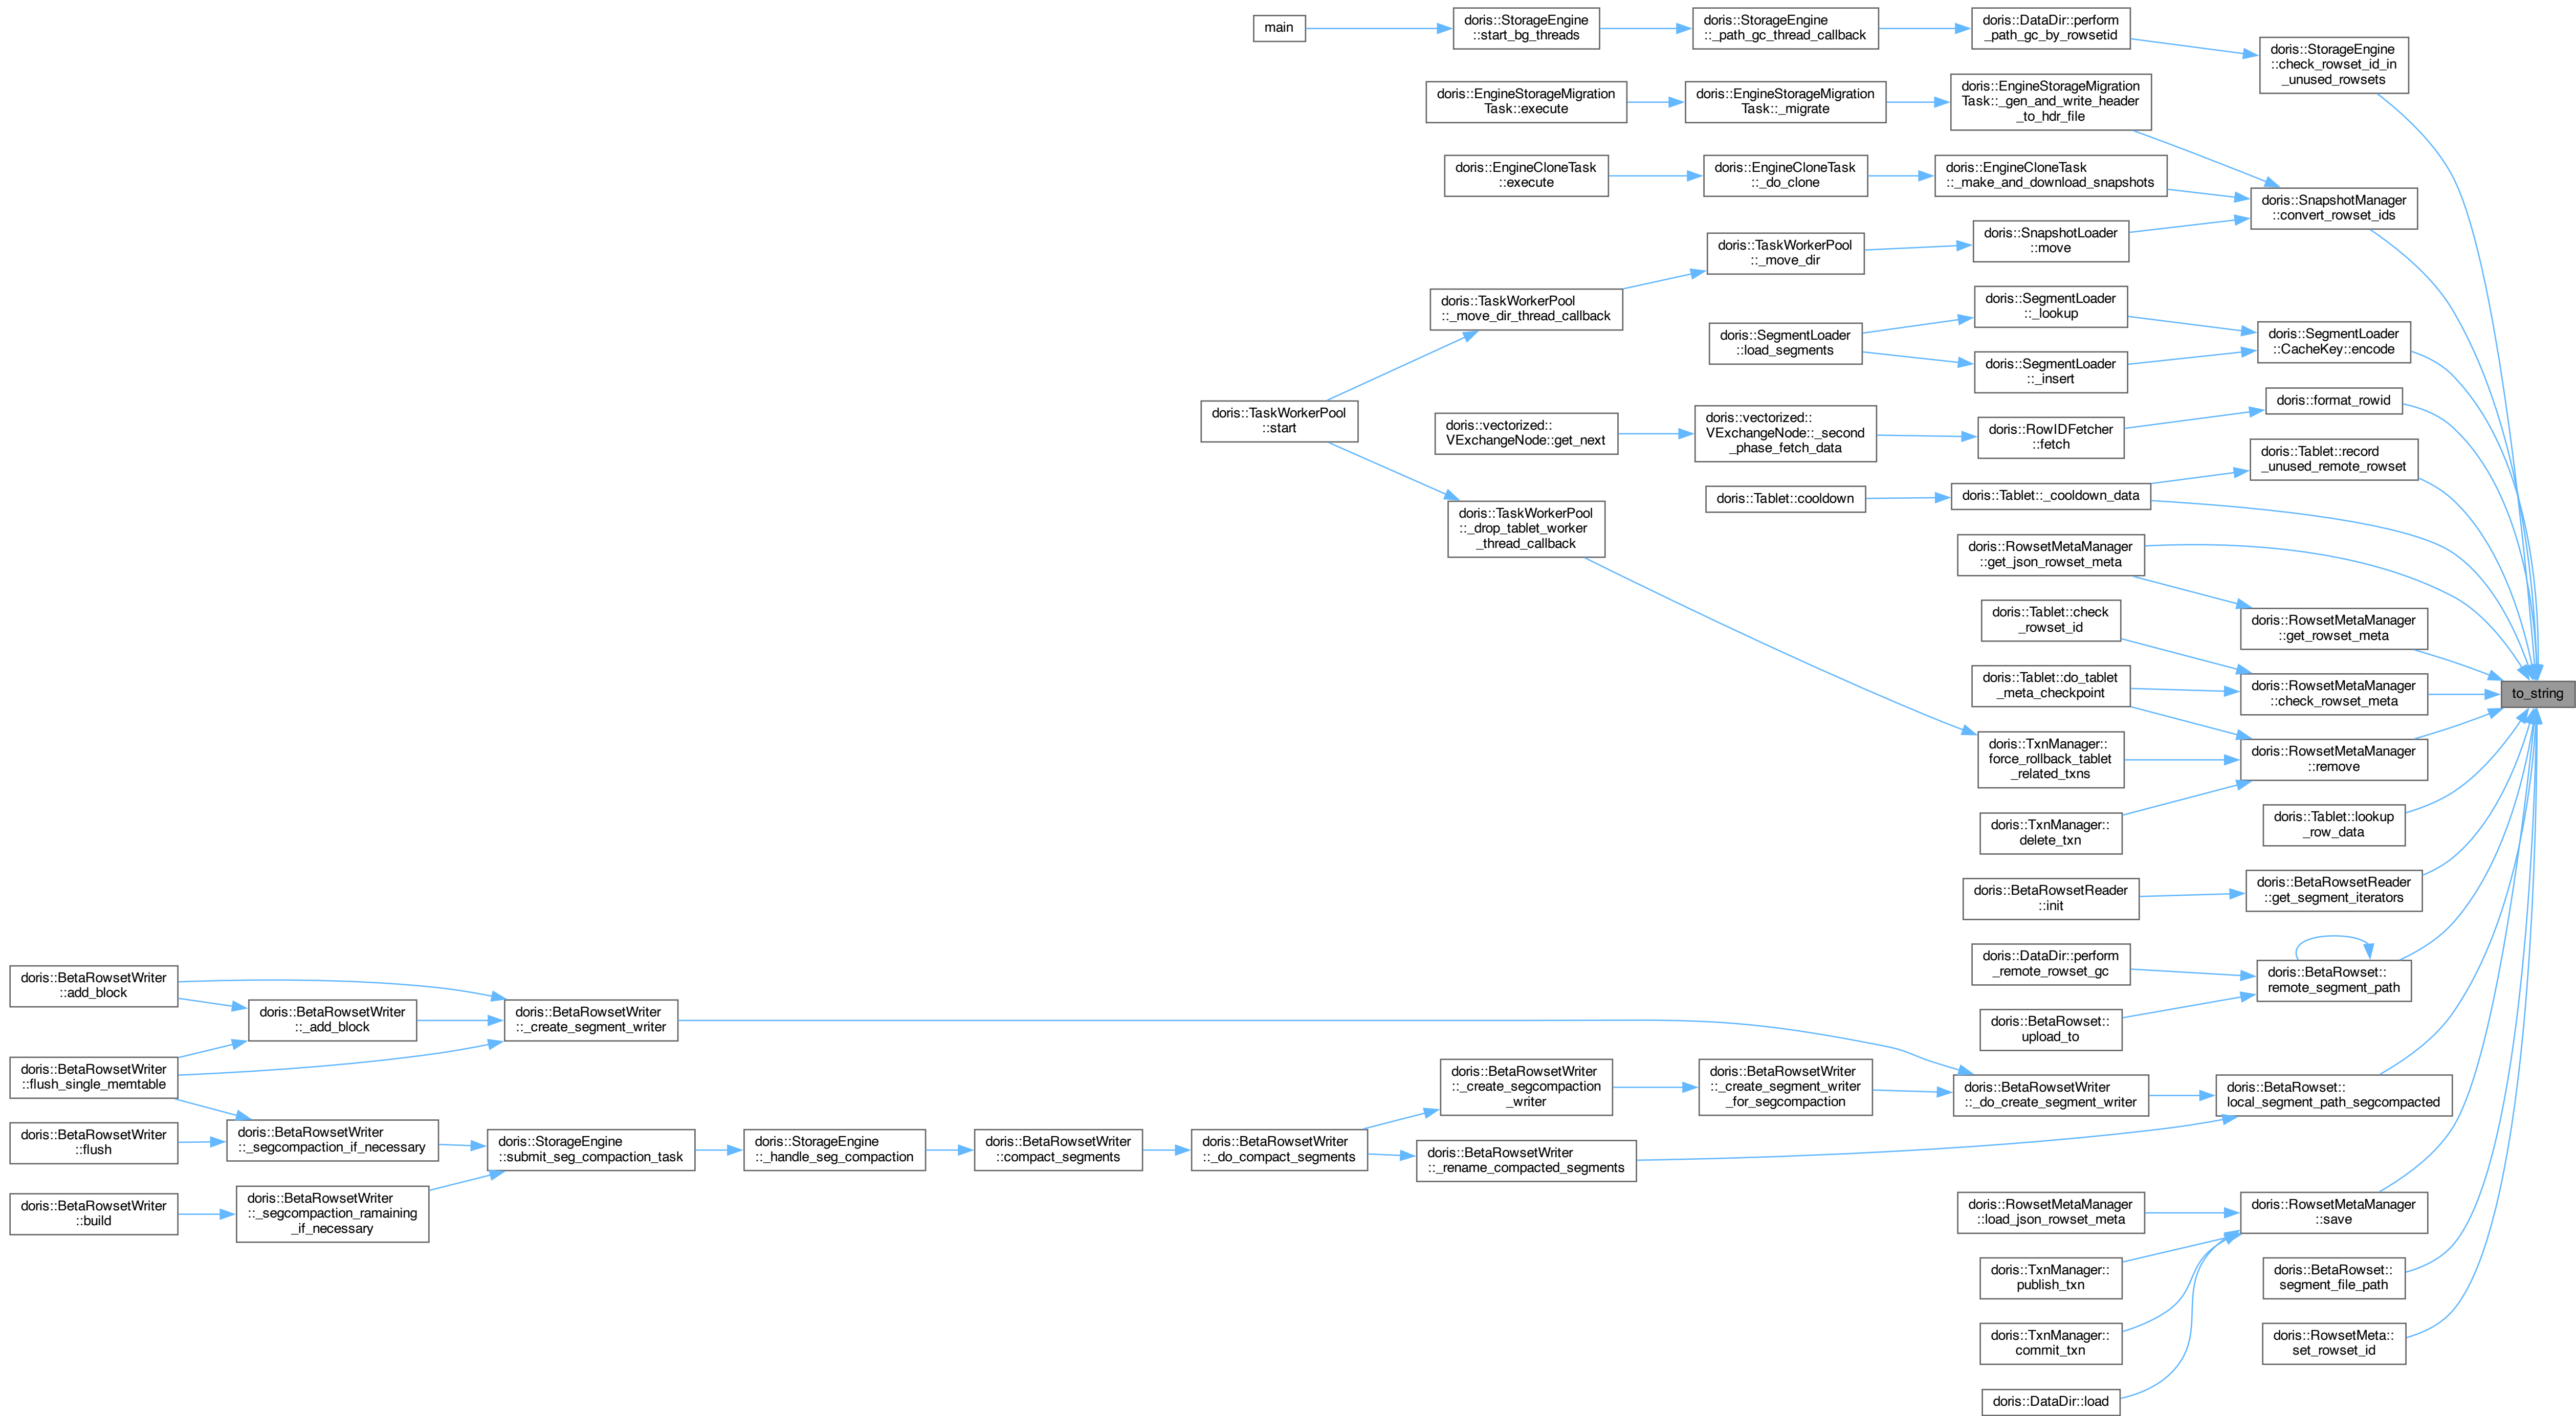 main
doris::StorageEngine
::start_bg_threads
doris::StorageEngine
::_path_gc_thread_callback
doris::DataDir::perform
_path_gc_by_rowsetid
doris::StorageEngine
::check_rowset_id_in
_unused_rowsets
doris::EngineStorageMigration
Task::execute
doris::EngineStorageMigration
Task::_migrate
doris::EngineStorageMigration
Task::_gen_and_write_header
_to_hdr_file
doris::EngineCloneTask
::execute
doris::EngineCloneTask
::_do_clone
doris::EngineCloneTask
::_make_and_download_snapshots
doris::SnapshotManager
::convert_rowset_ids
doris::SnapshotLoader
::move
doris::TaskWorkerPool
::_move_dir
doris::TaskWorkerPool
::_move_dir_thread_callback
doris::SegmentLoader
::_lookup
doris::SegmentLoader
::load_segments
doris::SegmentLoader
::CacheKey::encode
doris::SegmentLoader
::_insert
doris::TaskWorkerPool
::start
doris::vectorized::
VExchangeNode::get_next
doris::vectorized::
VExchangeNode::_second
_phase_fetch_data
doris::RowIDFetcher
::fetch
doris::format_rowid
doris::Tablet::record
_unused_remote_rowset
doris::Tablet::cooldown
doris::Tablet::_cooldown_data
doris::TaskWorkerPool
::_drop_tablet_worker
_thread_callback
doris::RowsetMetaManager
::get_json_rowset_meta
doris::Tablet::check
_rowset_id
doris::RowsetMetaManager
::get_rowset_meta
doris::Tablet::do_tablet
_meta_checkpoint
doris::RowsetMetaManager
::check_rowset_meta
to_string
doris::TxnManager::
force_rollback_tablet
_related_txns
doris::RowsetMetaManager
::remove
doris::TxnManager::
delete_txn
doris::Tablet::lookup
_row_data
doris::BetaRowsetReader
::init
doris::BetaRowsetReader
::get_segment_iterators
doris::DataDir::perform
_remote_rowset_gc
doris::BetaRowset::
remote_segment_path
doris::BetaRowset::
upload_to
doris::BetaRowsetWriter
::add_block
doris::BetaRowsetWriter
::_add_block
doris::BetaRowsetWriter
::_create_segment_writer
doris::BetaRowsetWriter
::flush_single_memtable
doris::BetaRowsetWriter
::_create_segcompaction
_writer
doris::BetaRowsetWriter
::_create_segment_writer
_for_segcompaction
doris::BetaRowsetWriter
::_do_create_segment_writer
doris::BetaRowset::
local_segment_path_segcompacted
doris::BetaRowsetWriter
::flush
doris::BetaRowsetWriter
::_segcompaction_if_necessary
doris::StorageEngine
::submit_seg_compaction_task
doris::StorageEngine
::_handle_seg_compaction
doris::BetaRowsetWriter
::compact_segments
doris::BetaRowsetWriter
::_do_compact_segments
doris::BetaRowsetWriter
::_rename_compacted_segments
doris::BetaRowsetWriter
::build
doris::BetaRowsetWriter
::_segcompaction_ramaining
_if_necessary
doris::RowsetMetaManager
::load_json_rowset_meta
doris::RowsetMetaManager
::save
doris::TxnManager::
publish_txn
doris::BetaRowset::
segment_file_path
doris::TxnManager::
commit_txn
doris::RowsetMeta::
set_rowset_id
doris::DataDir::load